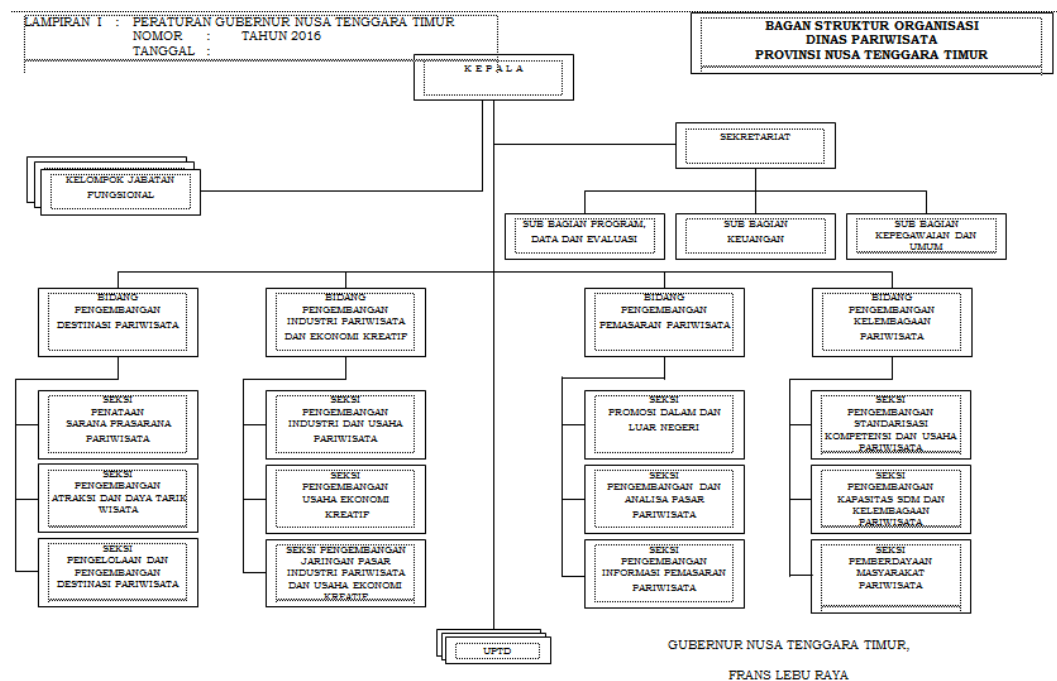 LAMPIRAN I : PERATURAN GUBERNUR NUSA TENGGARA TIMUR
NOMOR : TAHUN 2016
TANGGAL :
BAGAN STRUKTUR ORGANISASI
DINAS PARIWISATA
PROVINSI NUSA TENGGARA TIMUR
K E P A L A
SEKRETARIAT
KELOMPOK JABATAN
FUNGSIONAL
SUB BAGIAN PROGRAM,
DATA DAN EVALUASI
SUB BAGIAN
KEUANGAN
SUB BAGIAN
KEPEGAWAIAN DAN
UMUM
BIDANG
PENGEMBANGAN
DESTINASI PARIWISATA
BIDANG
PENGEMBANGAN
INDUSTRI PARIWISATA
DAN EKONOMI KREATIF
BIDANG
PENGEMBANGAN
PEMASARAN PARIWISATA
BIDANG
PENGEMBANGAN
KELEMBAGAAN
PARIWISATA
SEKSI
PENATAAN
SARANA PRASARANA
PARIWISATA
SEKSI
PENGEMBANGAN
INDUSTRI DAN USAHA
PARIWISATA
SEKSI
PROMOSI DALAM DAN
LUAR NEGERI
SEKSI
PENGEMBANGAN
STANDARISASI
KOMPETENSI DAN USAHA
PARIWISATA
SEKSI
PENGEMBANGAN
ATRAKSI DAN DAYA TARIK
WISATA
SEKSI
PENGEMBANGAN
USAHA EKONOMI
KREATIF
SEKSI
PENGEMBANGAN DAN
ANALISA PASAR
PARIWISATA
SEKSI
PENGEMBANGAN
KAPASITAS SDM DAN
KELEMBAGAAN
PARIWISATA
SEKSI
PENGELOLAAN DAN
PENGEMBANGAN
DESTINASI PARIWISATA
SEKSI PENGEMBANGAN
JARINGAN PASAR
INDUSTRI PARIWISATA
DAN USAHA EKONOMI
KREATIF
SEKSI
PENGEMBANGAN
INFORMASI PEMASARAN
PARIWISATA
SEKSI
PEMBERDAYAAN
MASYARAKAT
PARIWISATA
UPTD
GUBERNUR NUSA TENGGARA TIMUR,
FRANS LEBU RAYA